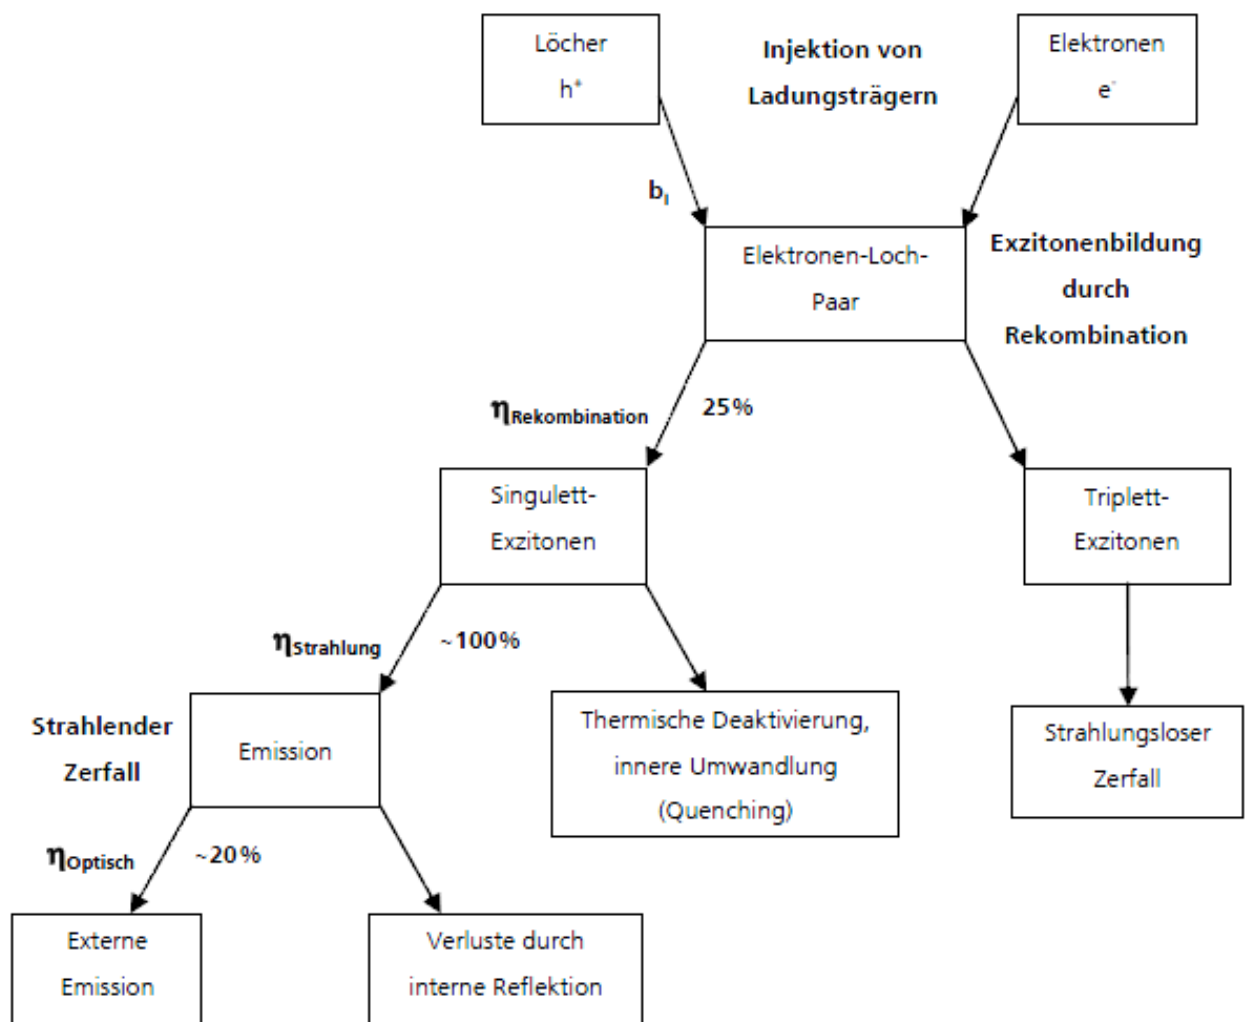 Löcher
h⁺
Injektion von
Ladungsträgern
Elektronen
e⁻
b₁
Elektronen-Loch-
Paar
Exzitonenbildung
durch
Rekombination
ηRekombination
25%
Singulett-
Exzitonen
Triplett-
Exzitonen
ηStrahlung
~100%
Strahlender
Zerfall
Emission
Thermische Deaktivierung,
innere Umwandlung
(Quenching)
Strahlungsloser
Zerfall
ηOptisch
~20%
Externe
Emission
Verluste durch
interne Reflektion